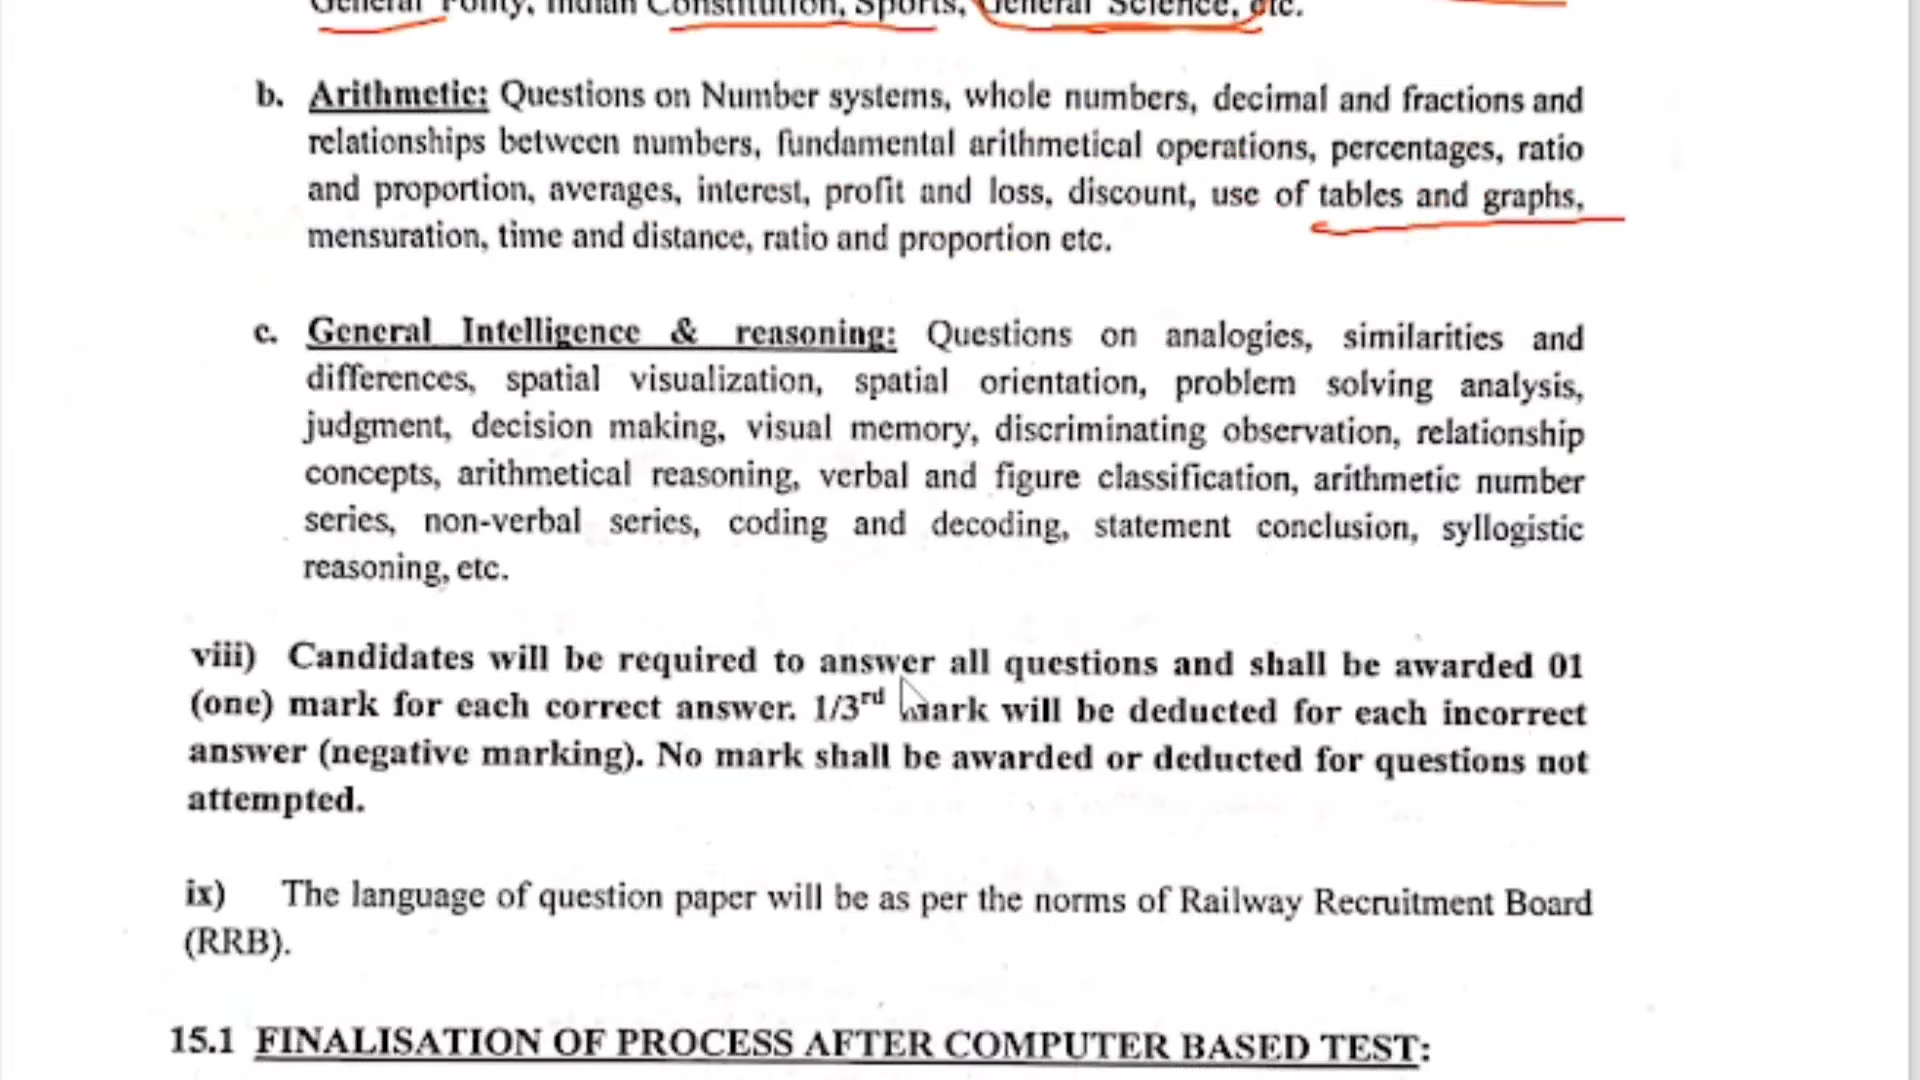 General Polity, Indian Constitution, Sports, General Science, etc.
b. Arithmetic: Questions on Number systems, whole numbers, decimal and fractions and
relationships between numbers, fundamental arithmetical operations, percentages, ratio
and proportion, averages, interest, profit and loss, discount, use of tables and graphs,
mensuration, time and distance, ratio and proportion etc.
c. General Intelligence & reasoning: Questions on analogies, similarities and
differences, spatial visualization, spatial orientation, problem solving analysis,
judgment, decision making, visual memory, discriminating observation, relationship
concepts, arithmetical reasoning, verbal and figure classification, arithmetic number
series, non-verbal series, coding and decoding, statement conclusion, syllogistic
reasoning, etc.
viii) Candidates will be required to answer all questions and shall be awarded 01
(one) mark for each correct answer. 1/3rd mark will be deducted for each incorrect
answer (negative marking). No mark shall be awarded or deducted for questions not
attempted.
ix) The language of question paper will be as per the norms of Railway Recruitment Board
(RRB).
15.1 FINALISATION OF PROCESS AFTER COMPUTER BASED TEST: